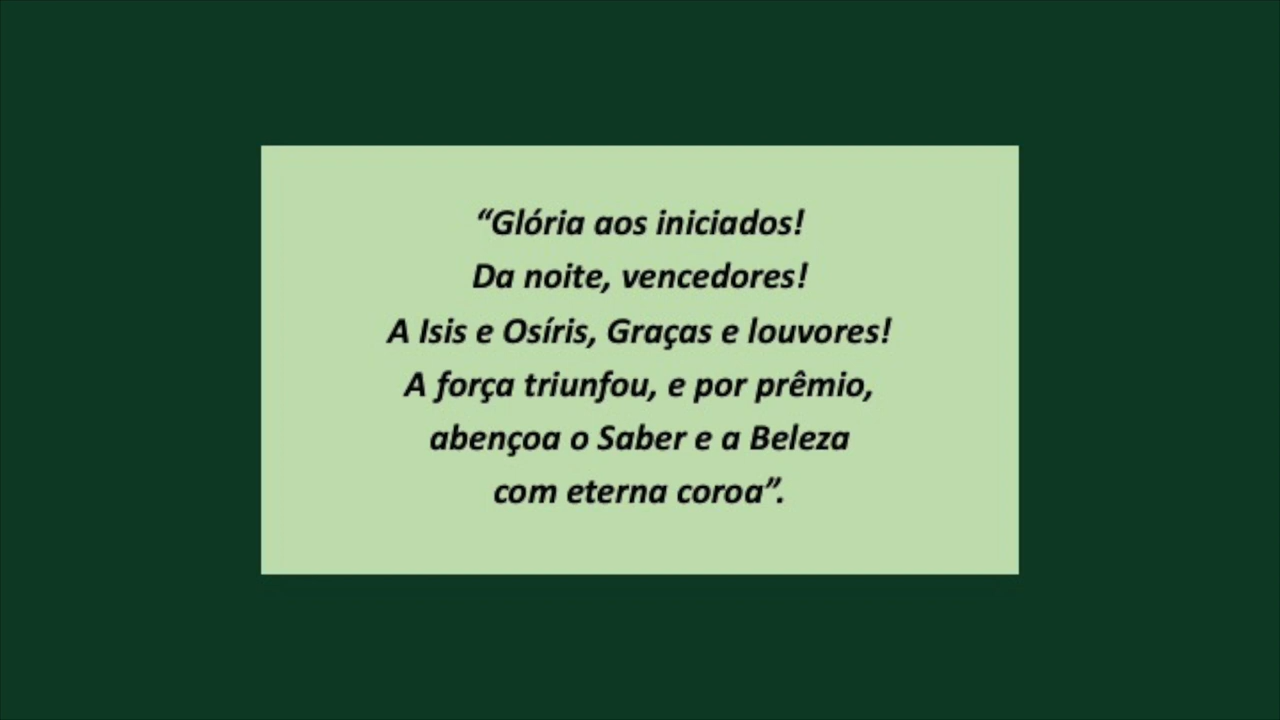 “Glória aos iniciados!
Da noite, vencedores!
A Isis e Osíris, Graças e louvores!
A força triunfou, e por prêmio,
abençoa o Saber e a Beleza
com eterna coroa”.